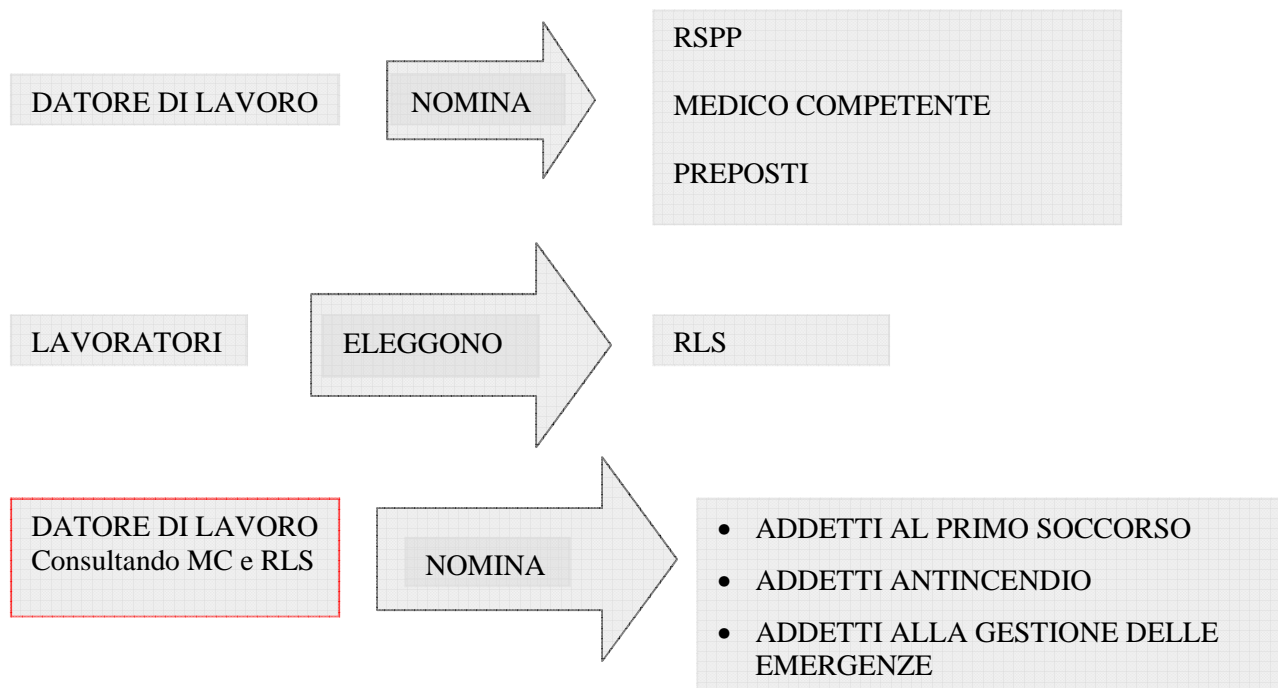 DATORE DI LAVORO
NOMINA
RSPP
MEDICO COMPETENTE
PREPOSTI
LAVORATORI
ELEGGONO
RLS
DATORE DI LAVORO
Consultando MC e RLS
NOMINA
• ADDETTI AL PRIMO SOCCORSO
• ADDETTI ANTINCENDIO
• ADDETTI ALLA GESTIONE DELLE
EMERGENZE